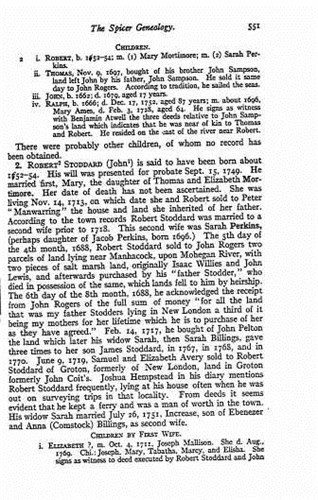 The Spicer Genealogy. 551
CHILDREN.
2 i. ROBERT, b. 1652-54; m. (1) Mary Mortimore; m. (2) Sarah Per-
kins.
ii. THOMAS, Nov. 9, 1697, bought of his brother John Sampson,
land left John by his father, John Sampson. He sold it same
day to John Rogers. According to tradition, he sailed the seas.
iii. JOHN, b. 1662; d. 1679, aged 17 years.
iv. RALPH, b. 1666; d. Dec. 17, 1752, aged 87 years; m. about 1696,
Mary Ames, d. Feb. 3, 1728, aged 64. He signs as witness
with Benjamin Atwell the three deeds relative to John Samp-
son's land which indicates that he was near of kin to Thomas
and Robert. He resided on the east of the river near Robert.
There were probably other children, of whom no record has
been obtained.
2. ROBERT² STODDARD (John¹) is said to have been born about
1652-54. His will was presented for probate Sept. 15, 1740. He
married first, Mary, the daughter of Thomas and Elizabeth Mor-
timore. Her date of death has not been ascertained. She was
living Nov. 14, 1713, on which date she and Robert sold to Peter
" Manwarring " the house and land she inherited of her father.
According to the town records Robert Stoddard was married to a
second wife prior to 1718. This second wife was Sarah Perkins,
(perhaps daughter of Jacob Perkins, born 1696.) The 5th day of
the 4th month, 1688, Robert Stoddard sold to John Rogers two
parcels of land lying near Manhacock, upon Mohegan River, with
two pieces of salt marsh land, originally Isaac Willies and John
Lewis, and afterwards purchased by his " father Stodder," who
died in possession of the same, which lands fell to him by heirship.
The 6th day of the 8th month, 1688, he acknowledged the receipt
from John Rogers of the full sum of money " for all the land
that was my father Stodders lying in New London a third of it
being my mothers for her lifetime which he is to purchase of her
as they have agreed." Feb. 14, 1717, he bought of John Pelton
the land which later his widow Sarah, then Sarah Billings, gave
three times to her son James Stoddard, in 1767, in 1768, and in
1770. June 9, 1719, Samuel and Elizabeth Avery sold to Robert
Stoddard of Groton, formerly of New London, land in Groton
formerly John Coit's. Joshua Hempstead in his diary mentions
Robert Stoddard frequently, lying at his house often when he was
out on surveying trips in that locality. From deeds it seems
evident that he kept a ferry and was a man of worth in the town.
His widow Sarah married July 26, 1751, Increase, son of Ebenezer
and Anna (Comstock) Billings, as second wife.
CHILDREN BY FIRST WIFE.
i. ELIZABETH ?, m. Oct. 4, 1711, Joseph Mallison. She d. Aug.,
1769. Chi.: Joseph, Mary, Tabatha, Marcy, and Elisha. She
signs as witness to deed executed by Robert Stoddard and John